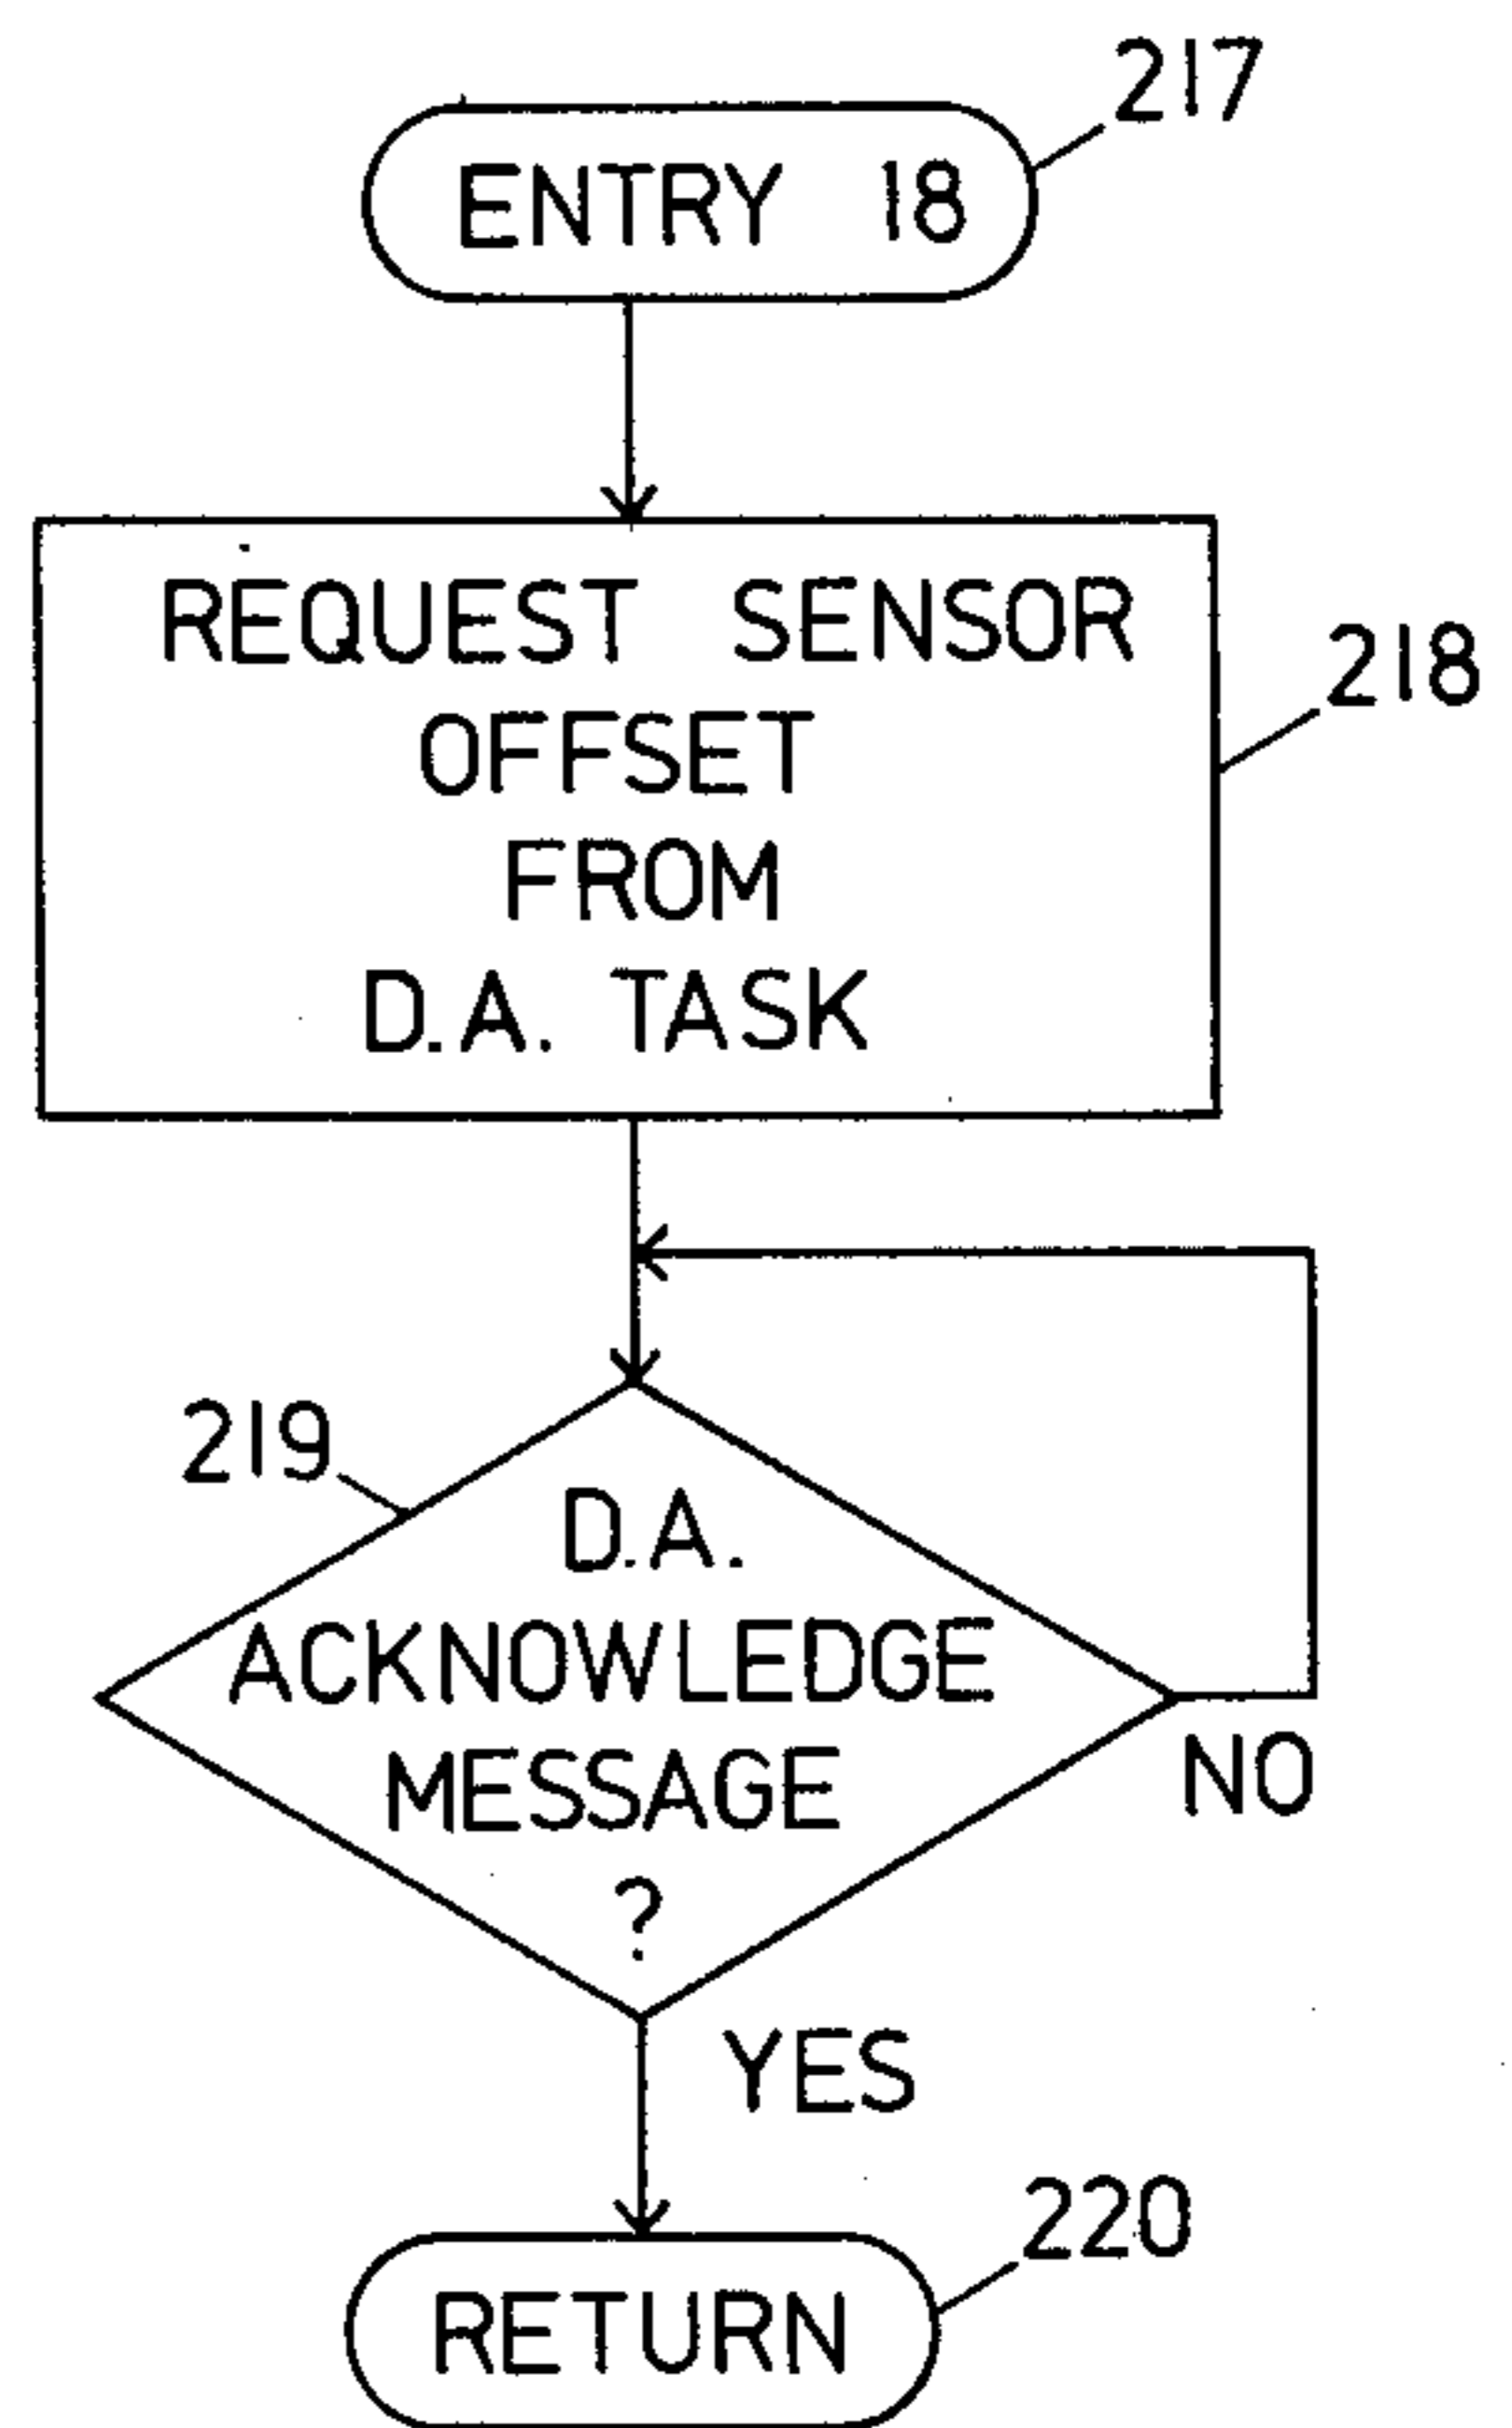 217
ENTRY 18
REQUEST SENSOR
OFFSET
FROM
D.A. TASK
218
219
D.A.
ACKNOWLEDGE
MESSAGE
?
NO
YES
220
RETURN